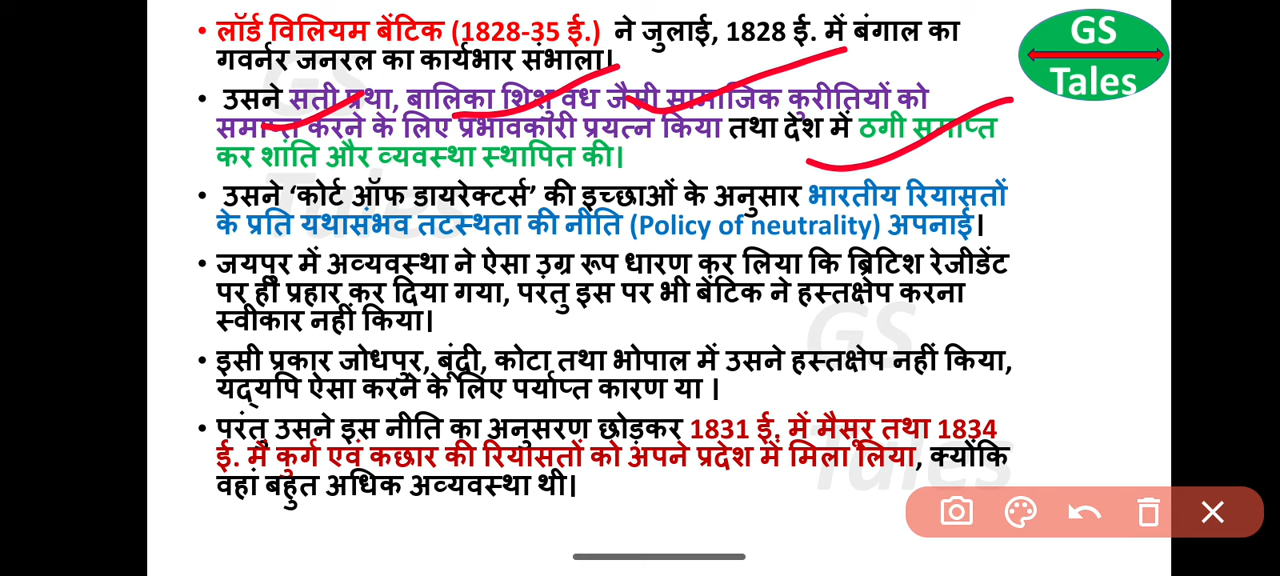 GS
Tales
• लॉर्ड विलियम बेंटिक (1828-35 ई.) ने जुलाई, 1828 ई. में बंगाल का
गवर्नर जनरल का कार्यभार संभाला।
• उसने सती प्रथा, बालिका शिशु वध जैसी सामाजिक कुरीतियों को
समाप्त करने के लिए प्रभावकारी प्रयत्न किया तथा देश में ठगी समाप्त
कर शांति और व्यवस्था स्थापित की।
• उसने ‘कोर्ट ऑफ डायरेक्टर्स’ की इच्छाओं के अनुसार भारतीय रियासतों
के प्रति यथासंभव तटस्थता की नीति (Policy of neutrality) अपनाई।
• जयपुर में अव्यवस्था ने ऐसा उग्र रूप धारण कर लिया कि ब्रिटिश रेजीडेंट
पर ही प्रहार कर दिया गया, परंतु इस पर भी बेंटिक ने हस्तक्षेप करना
स्वीकार नहीं किया।
• इसी प्रकार जोधपुर, बूंदी, कोटा तथा भोपाल में उसने हस्तक्षेप नहीं किया,
यद्यपि ऐसा करने के लिए पर्याप्त कारण या ।
• परंतु उसने इस नीति का अनुसरण छोड़कर 1831 ई. में मैसूर तथा 1834
ई. मै कुर्ग एवं कछार की रियासतों को अपने प्रदेश में मिला लिया, क्योंकि
वहां बहुत अधिक अव्यवस्था थी।
GS
Tales
GS
Tales